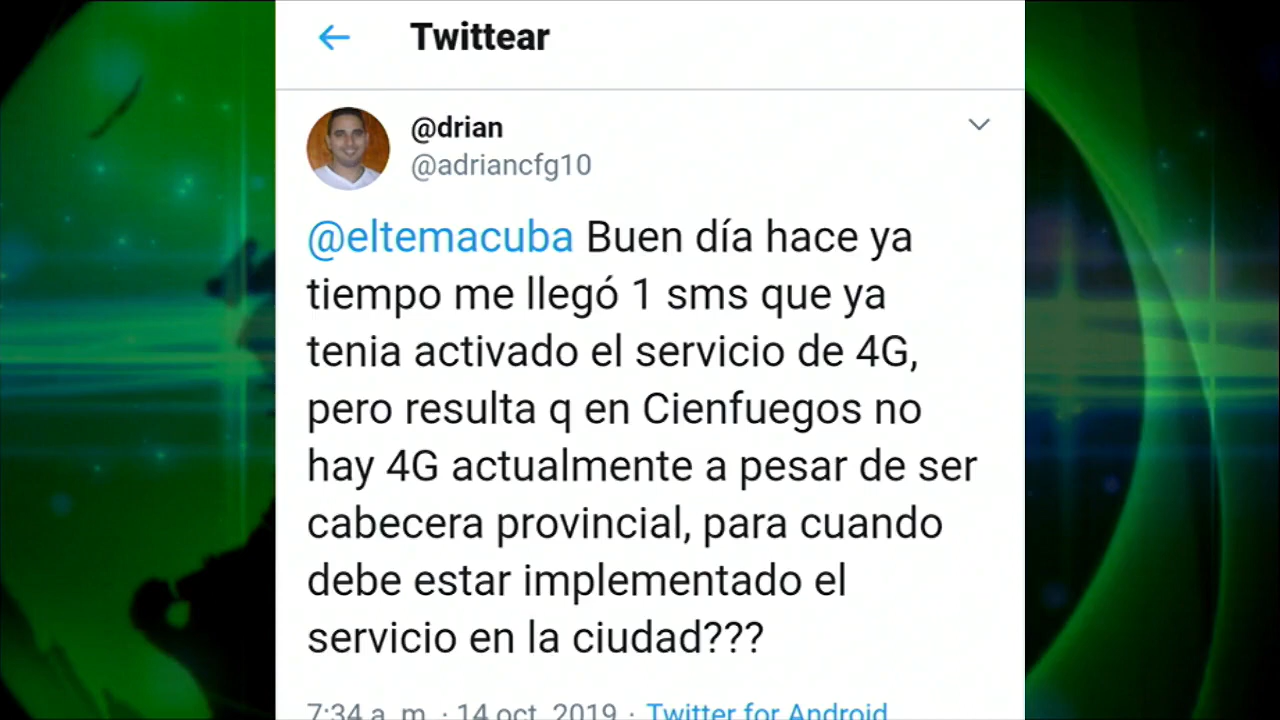 Twittear
@drian
@adriancfg10
@eltemacuba Buen día hace ya
tiempo me llegó 1 sms que ya
tenia activado el servicio de 4G,
pero resulta q en Cienfuegos no
hay 4G actualmente a pesar de ser
cabecera provincial, para cuando
debe estar implementado el
servicio en la ciudad???
7:34 a. m. · 14 oct. 2019 · Twitter for Android